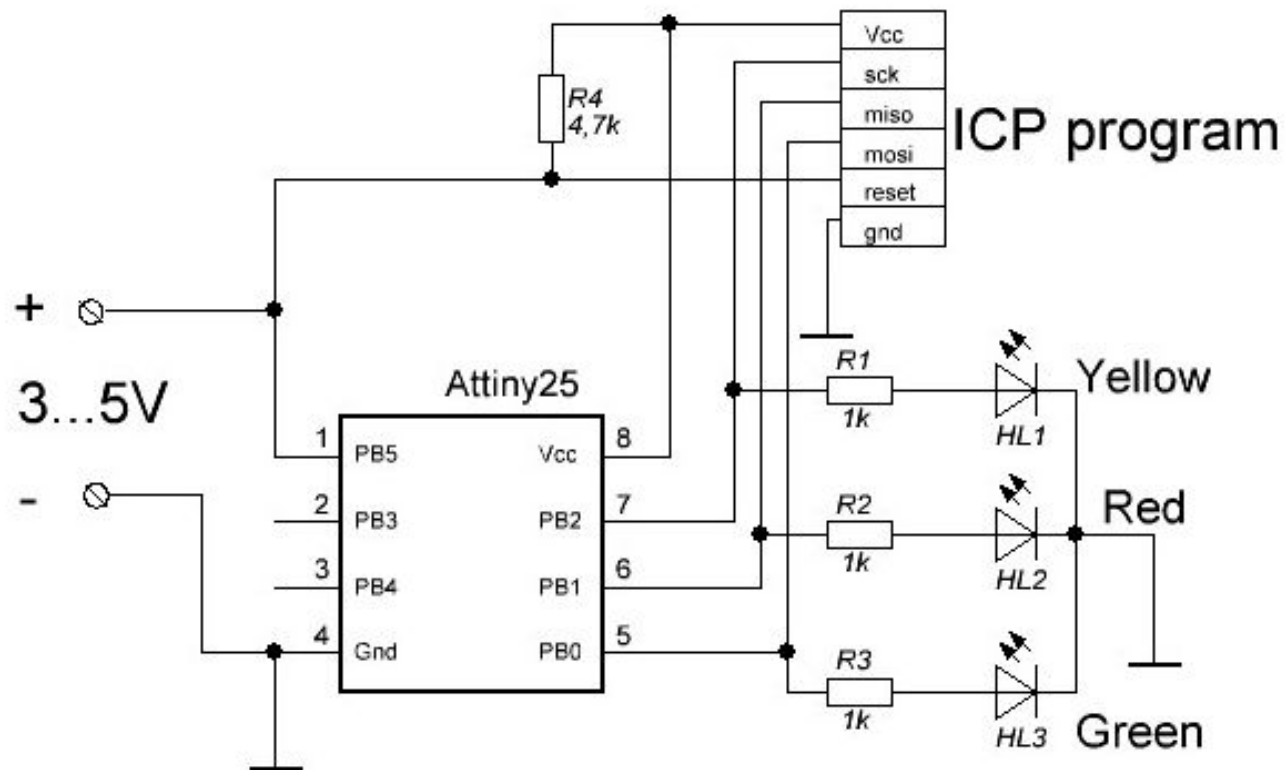 Vcc
sck
miso
mosi
reset
gnd
ICP program
R4
4,7k
+
3...5V
-
Attiny25
1 PB5 Vcc 8
2 PB3 PB2 7
3 PB4 PB1 6
4 Gnd PB0 5
R1
1k
HL1
Yellow
R2
1k
HL2
Red
R3
1k
HL3
Green